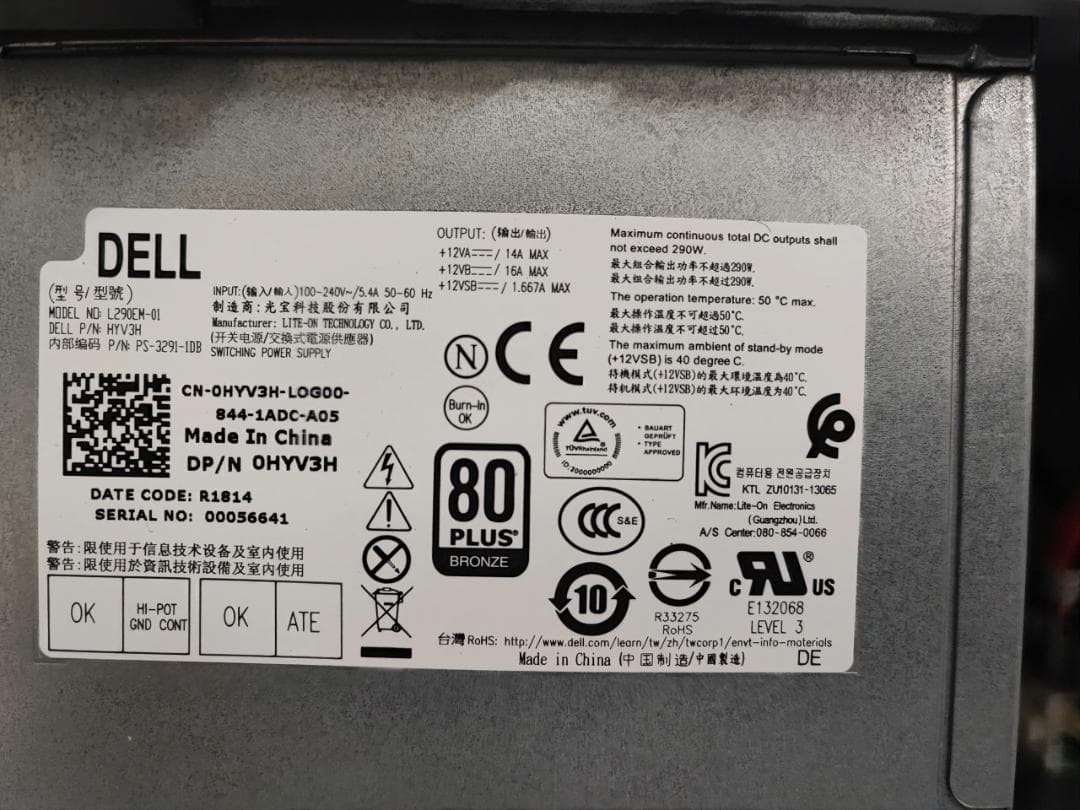 DELL
(型号/型號)
MODEL NO: L290EM-01
DELL P/N: HYV3H
内部编码 P/N: PS-3291-1DB
INPUT:(输入/輸入)100-240V~/5.4A 50-60 Hz
制造商:光宝科技股份有限公司
Manufacturer: LITE-ON TECHNOLOGY CO., LTD.
(开关电源/交換式電源供應器)
SWITCHING POWER SUPPLY
OUTPUT: (输出/輸出)
+12VA⎓/ 14A MAX
+12VB⎓/ 16A MAX
+12VSB⎓/ 1.667A MAX
Maximum continuous total DC outputs shall
not exceed 290W.
最大組合輸出功率不超過290W.
最大组合输出功率不超过290W.
The operation temperature: 50 °C max.
最大操作溫度不可超過50°C.
最大操作温度不可超过50°C.
The maximum ambient of stand-by mode
(+12VSB) is 40 degree C.
待機模式(+12VSB)的最大環境溫度為40°C.
待机模式(+12VSB)的最大环境温度为40°C.
CN-0HYV3H-LOG00-
844-1ADC-A05
Made In China
DP/N 0HYV3H
DATE CODE: R1814
SERIAL NO: 00056641
警告:限使用于信息技术设备及室内使用
警告:限使用於資訊技術設備及室內使用
OK
HI-POT
GND CONT
OK
ATE
N
CE
Burn-In
OK
80
PLUS®
BRONZE
www.tuv.com
TÜVRheinland
ID:2000000000
• BAUART
GEPRÜFT
• TYPE
APPROVED
CCC S&E
10
컴퓨터용 전원공급장치
KTL ZU10131-13065
Mfr.Name:Lite-On Electronics
(Guangzhou)Ltd.
A/S Center:080-854-0066
R33275
RoHS
c RU ® US
E132068
LEVEL 3
台灣 RoHS: http://www.dell.com/learn/tw/zh/twcorp1/envt-info-materials
Made in China (中国制造/中國製造)
DE